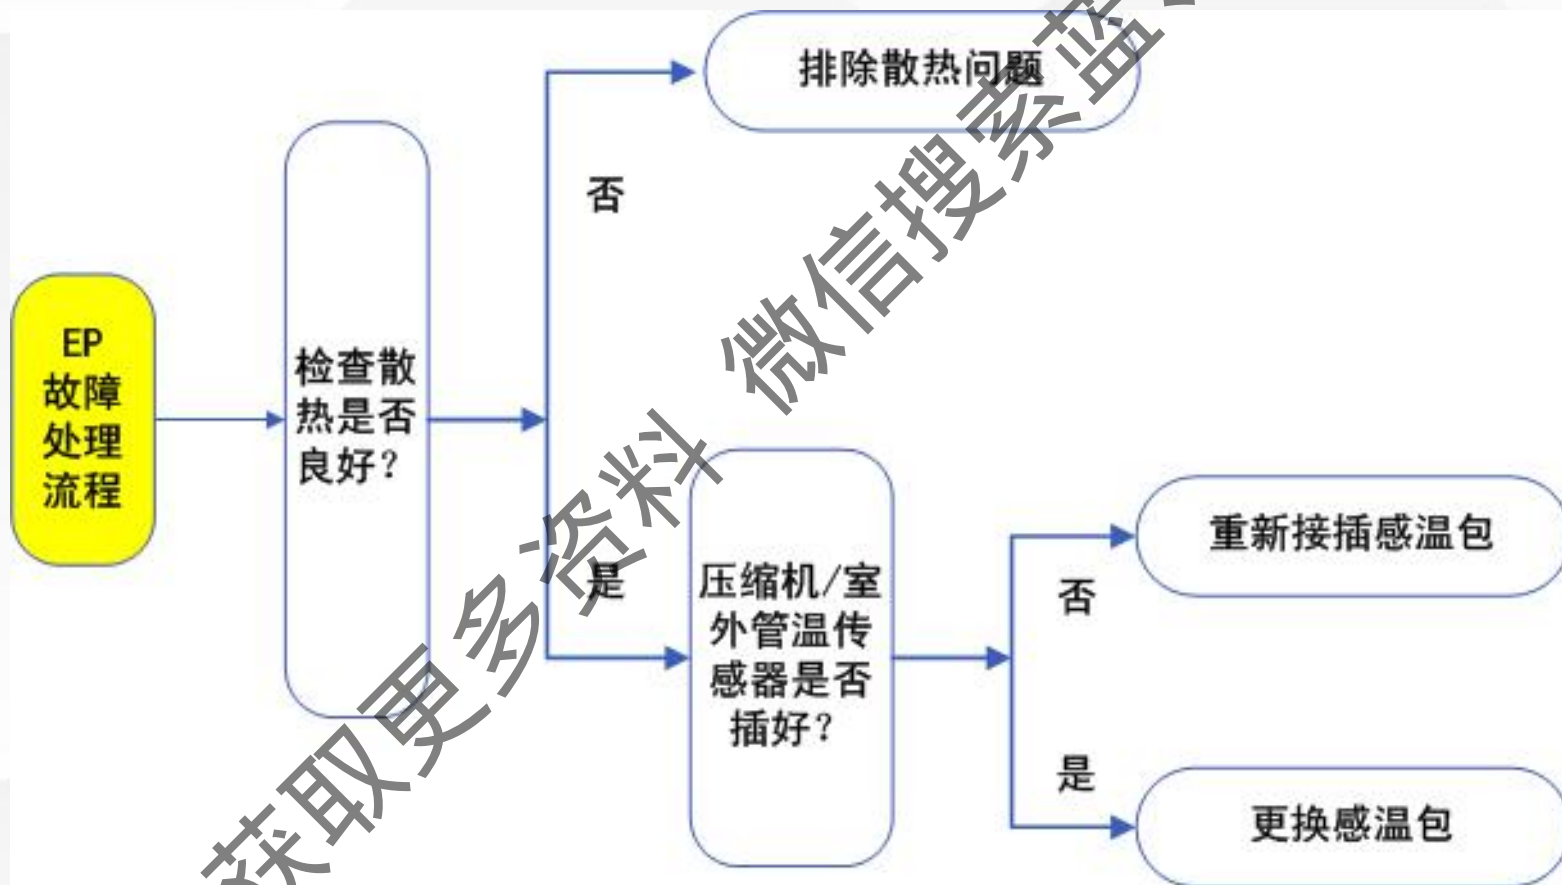 排除散热问题
否
EP
故障
处理
流程
检查散
热是否
良好？
是
压缩机/室
外管温传
感器是否
插好？
否
重新接插感温包
是
更换感温包
获取更多资料 微信搜索蓝